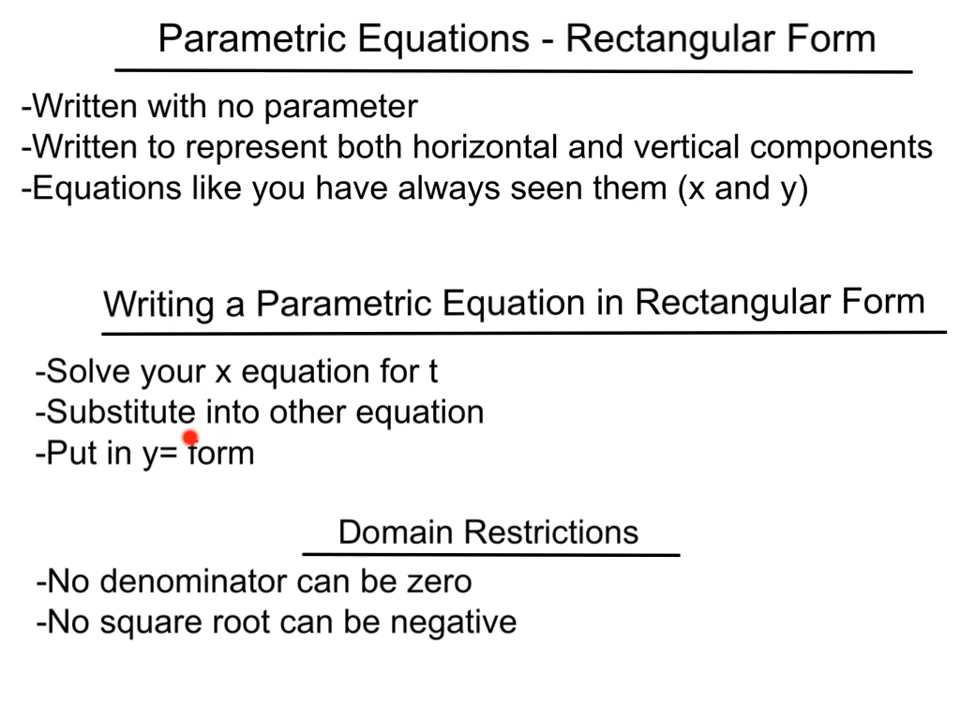 Parametric Equations - Rectangular Form
-Written with no parameter
-Written to represent both horizontal and vertical components
-Equations like you have always seen them (x and y)
Writing a Parametric Equation in Rectangular Form
-Solve your x equation for t
-Substitute into other equation
-Put in y= form
Domain Restrictions
-No denominator can be zero
-No square root can be negative